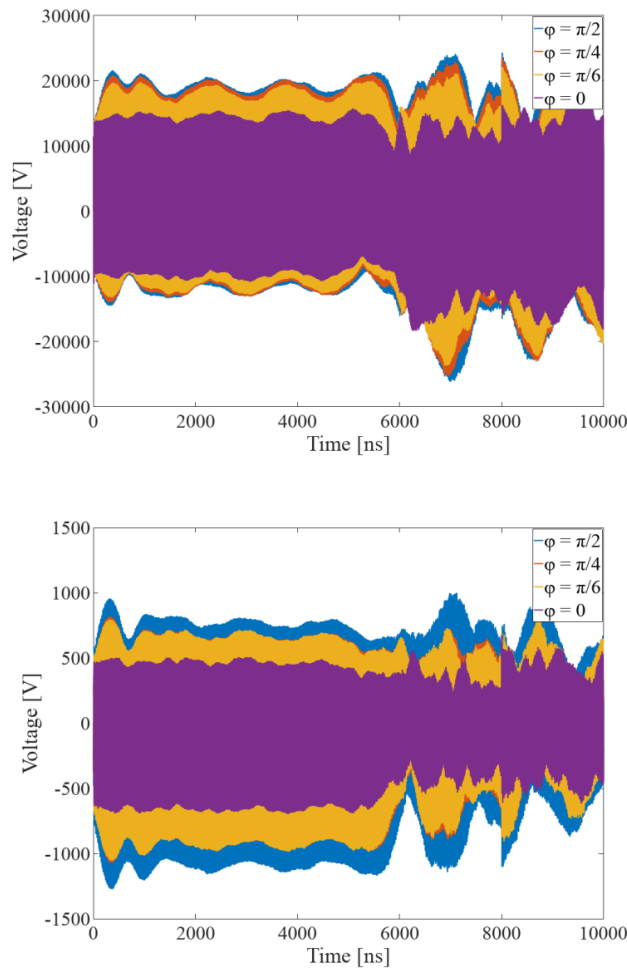 30000
20000
10000
0
-10000
-20000
-30000
Voltage [V]
φ = π/2
φ = π/4
φ = π/6
φ = 0
0 2000 4000 6000 8000 10000
Time [ns]
1500
1000
500
0
-500
-1000
-1500
Voltage [V]
φ = π/2
φ = π/4
φ = π/6
φ = 0
0 2000 4000 6000 8000 10000
Time [ns]